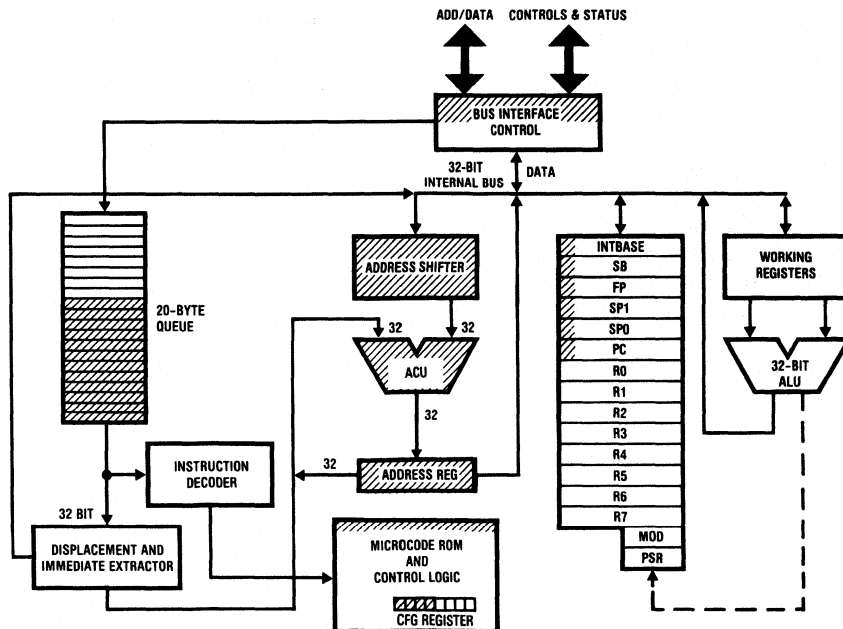 ADD/DATA
CONTROLS & STATUS
BUS INTERFACE
CONTROL
32-BIT
INTERNAL BUS
DATA
20-BYTE
QUEUE
ADDRESS SHIFTER
32
32
ACU
32
32
ADDRESS REG
INTBASE
SB
FP
SP1
SP0
PC
R0
R1
R2
R3
R4
R5
R6
R7
MOD
PSR
WORKING
REGISTERS
32-BIT
ALU
INSTRUCTION
DECODER
32 BIT
DISPLACEMENT AND
IMMEDIATE EXTRACTOR
MICROCODE ROM
AND
CONTROL LOGIC
CFG REGISTER